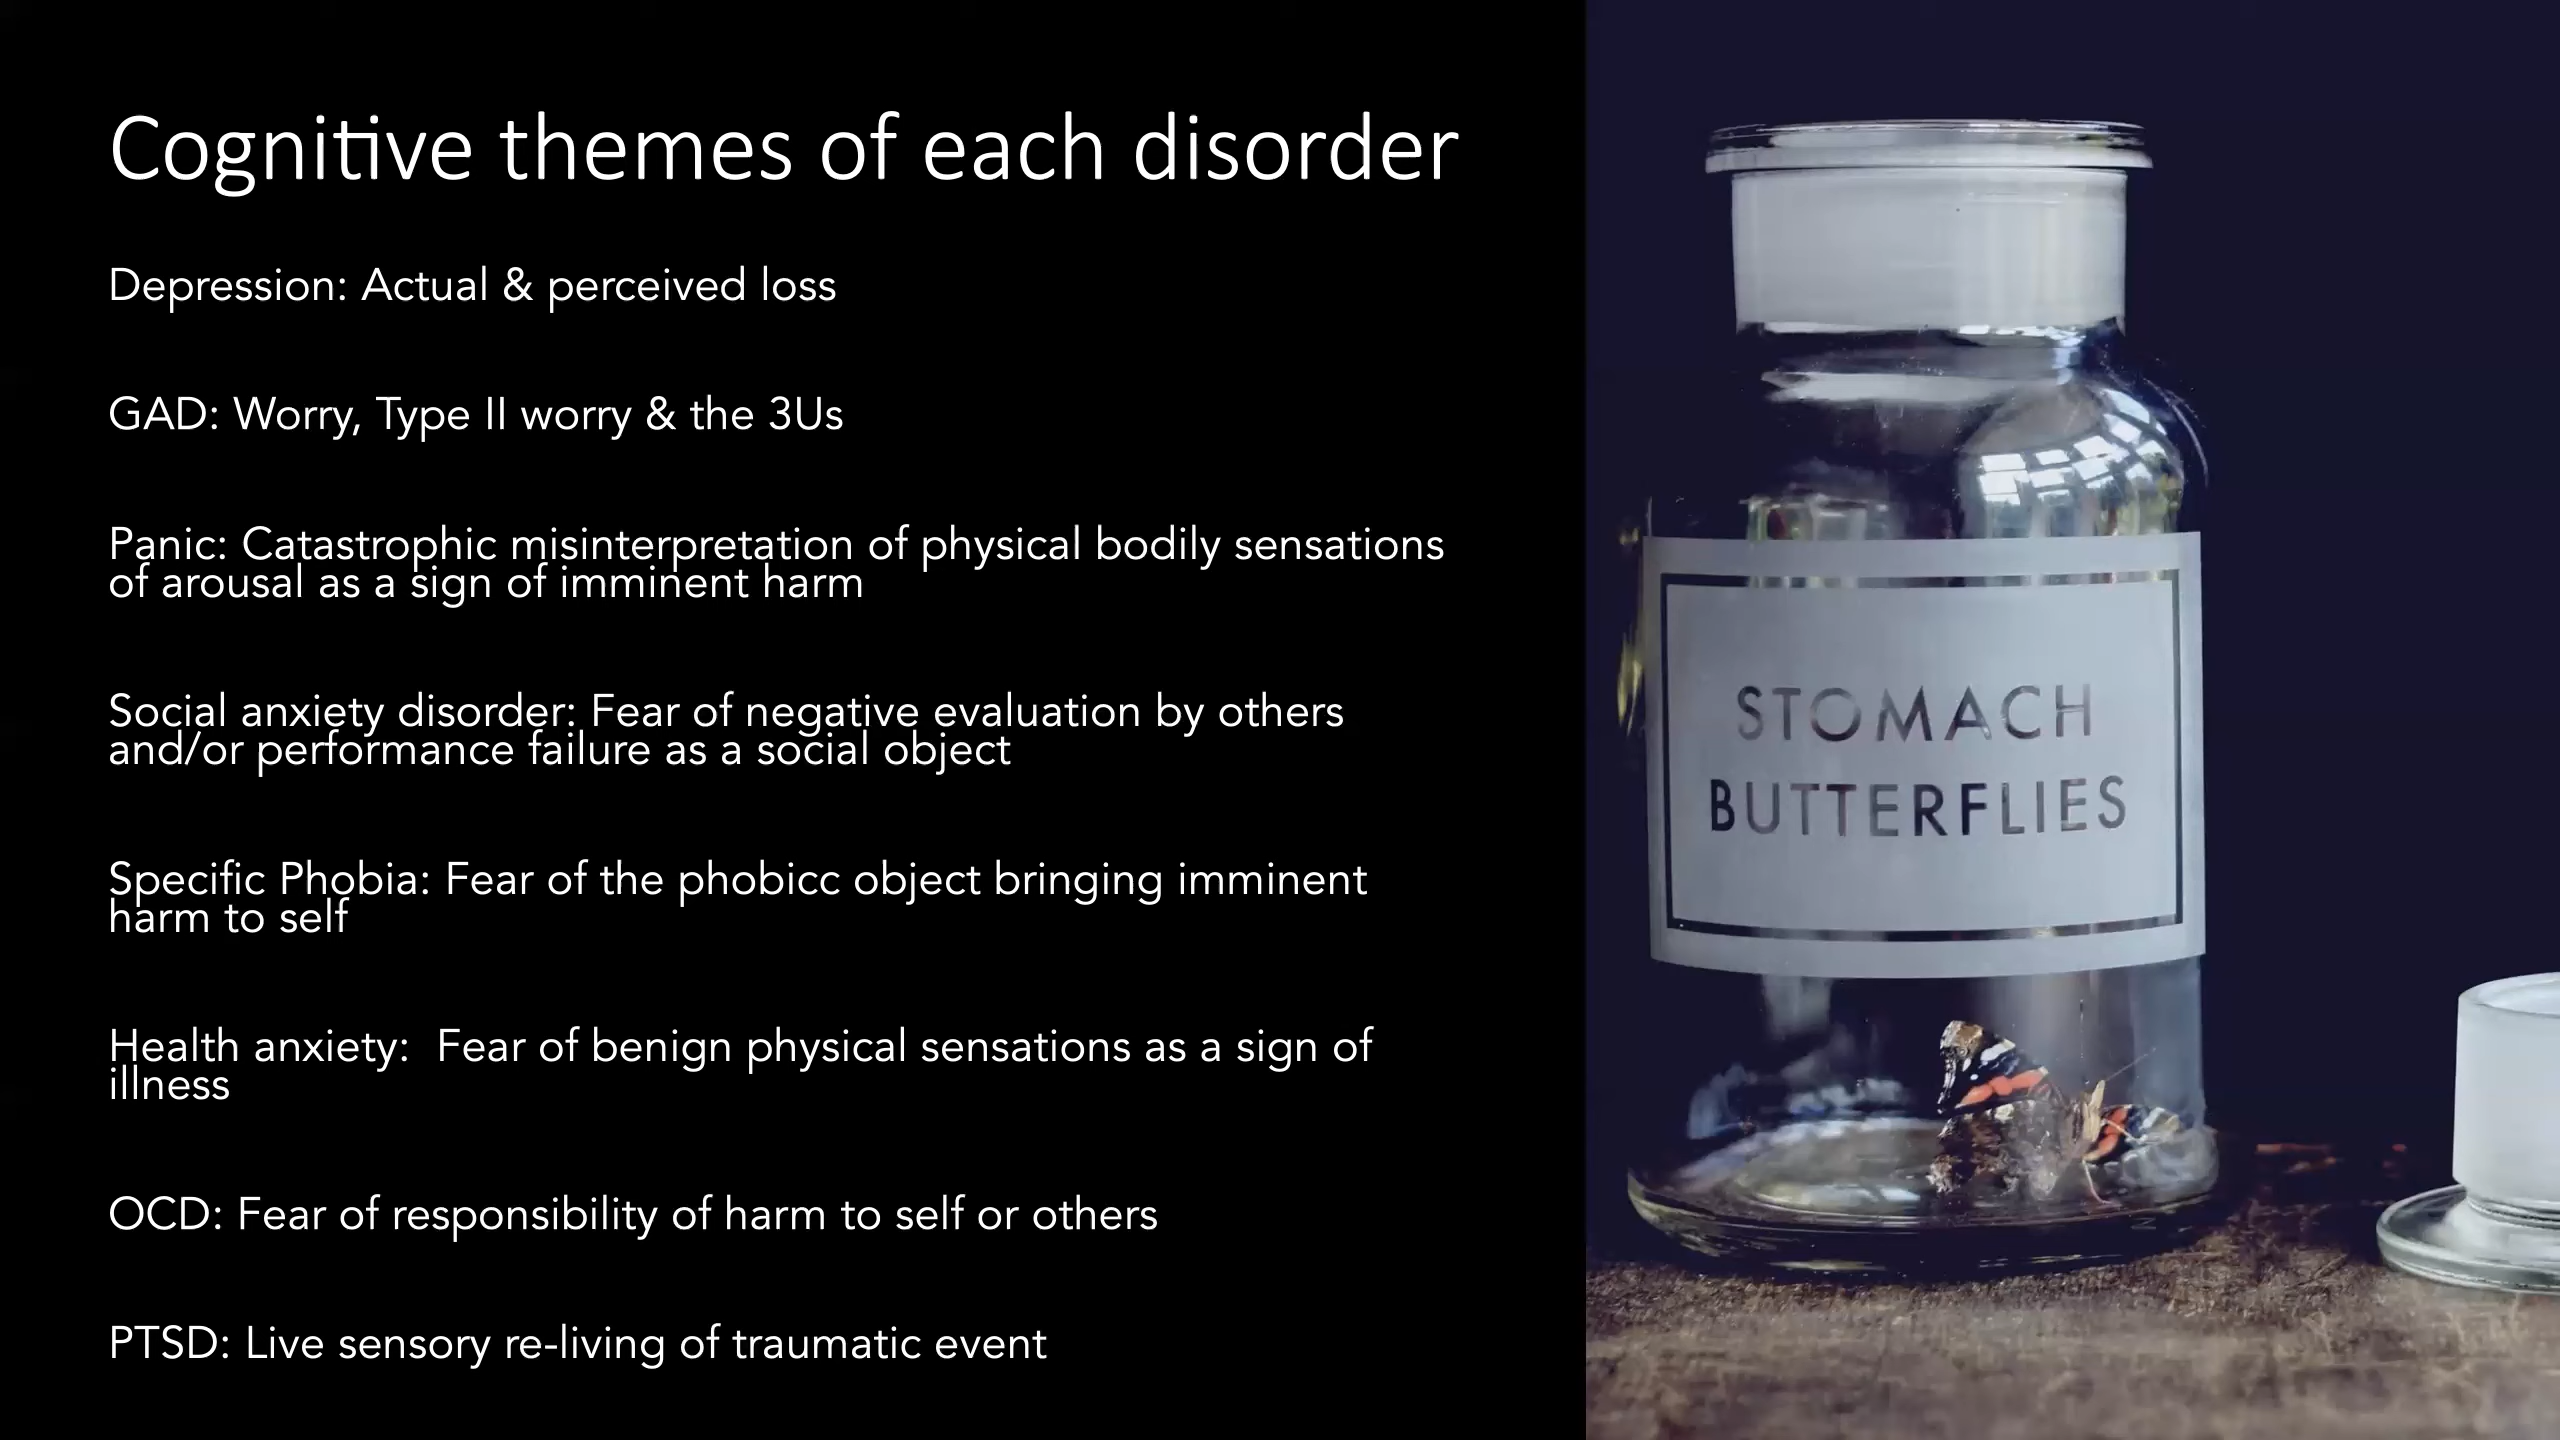 Cognitive themes of each disorder
Depression: Actual & perceived loss
GAD: Worry, Type II worry & the 3Us
Panic: Catastrophic misinterpretation of physical bodily sensations
of arousal as a sign of imminent harm
Social anxiety disorder: Fear of negative evaluation by others
and/or performance failure as a social object
Specific Phobia: Fear of the phobicc object bringing imminent
harm to self
Health anxiety:  Fear of benign physical sensations as a sign of
illness
OCD: Fear of responsibility of harm to self or others
PTSD: Live sensory re-living of traumatic event
STOMACH
BUTTERFLIES